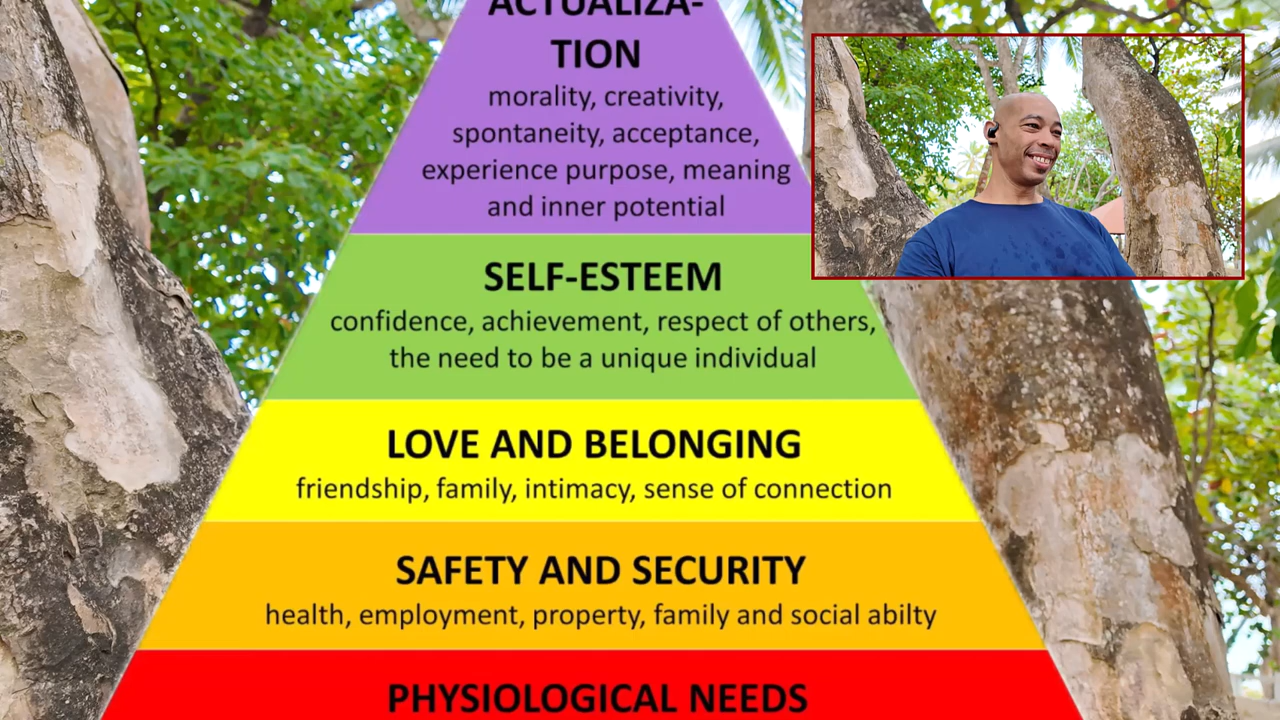 ACTUALIZA-
TION
morality, creativity,
spontaneity, acceptance,
experience purpose, meaning
and inner potential
SELF-ESTEEM
confidence, achievement, respect of others,
the need to be a unique individual
LOVE AND BELONGING
friendship, family, intimacy, sense of connection
SAFETY AND SECURITY
health, employment, property, family and social abilty
PHYSIOLOGICAL NEEDS